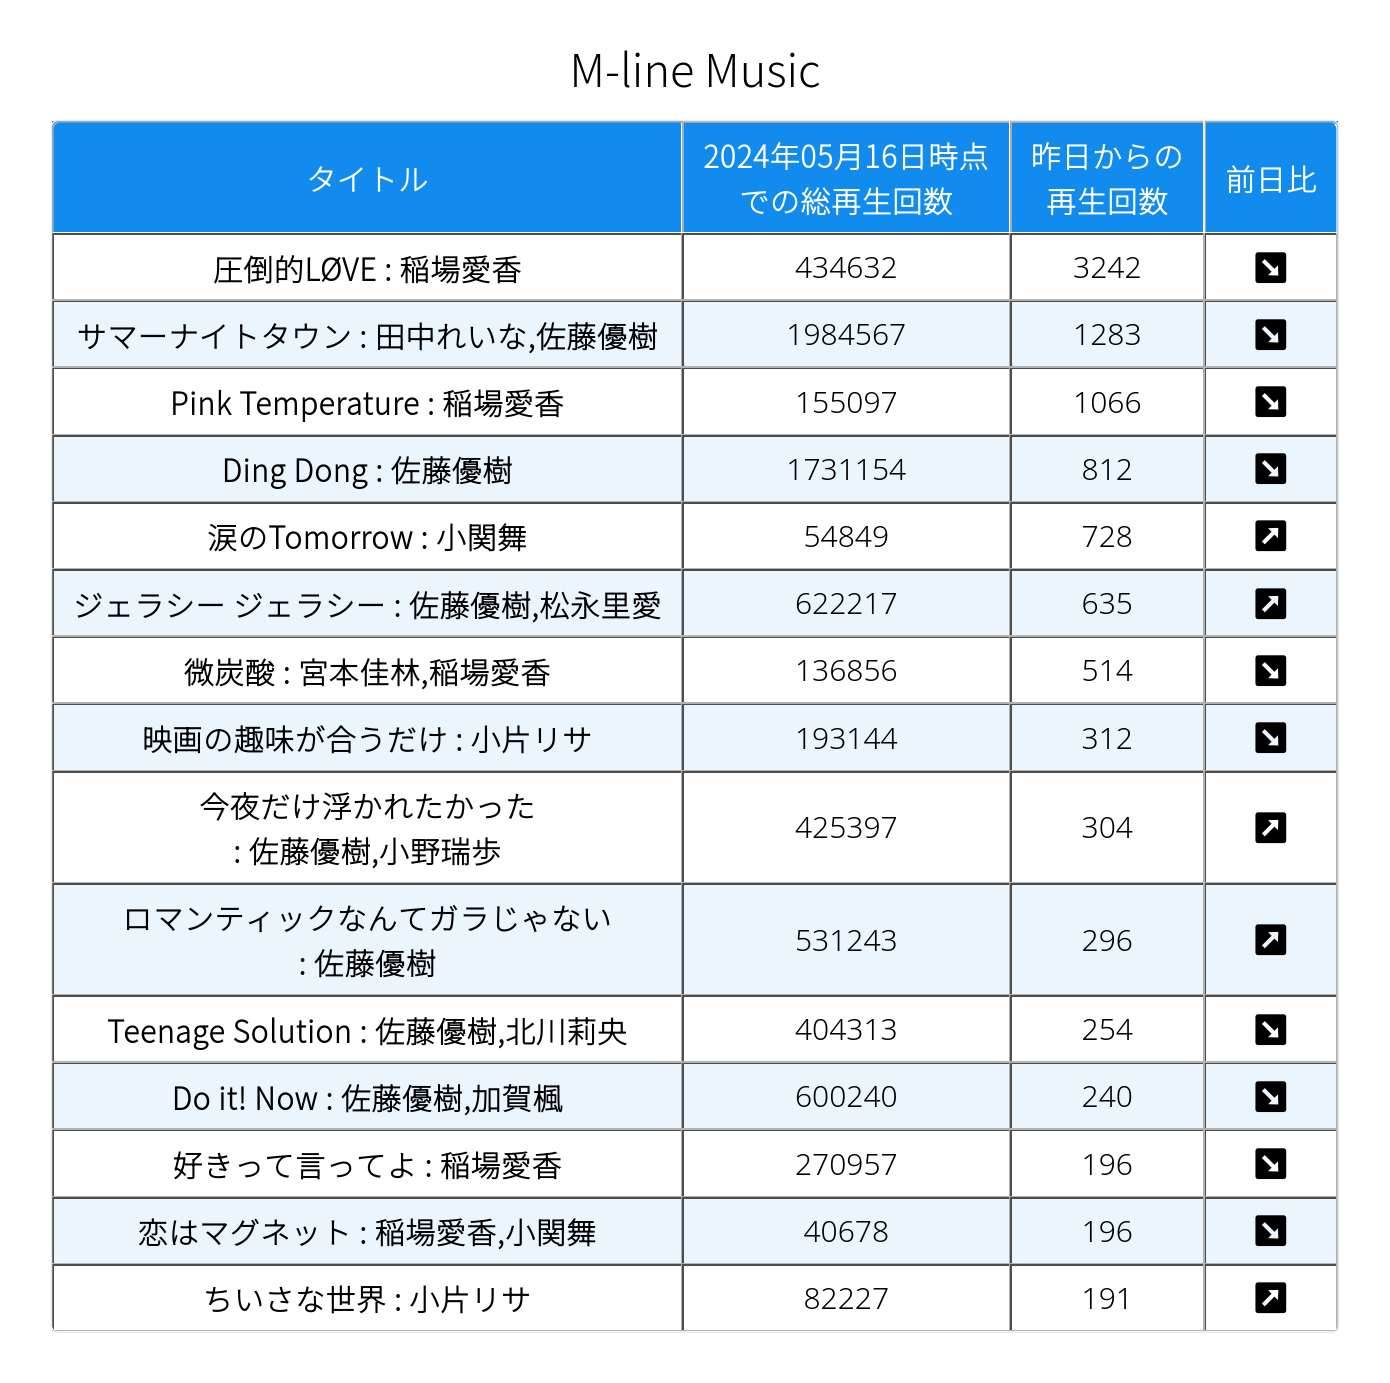 M-line Music
タイトル
2024年05月16日時点
での総再生回数
昨日からの
再生回数
前日比
圧倒的LØVE : 稲場愛香 434632 3242 ↘
サマーナイトタウン : 田中れいな,佐藤優樹 1984567 1283 ↘
Pink Temperature : 稲場愛香 155097 1066 ↘
Ding Dong : 佐藤優樹 1731154 812 ↘
涙のTomorrow : 小関舞 54849 728 ↗
ジェラシー ジェラシー : 佐藤優樹,松永里愛 622217 635 ↗
微炭酸 : 宮本佳林,稲場愛香 136856 514 ↘
映画の趣味が合うだけ : 小片リサ 193144 312 ↘
今夜だけ浮かれたかった
: 佐藤優樹,小野瑞歩 425397 304 ↗
ロマンティックなんてガラじゃない
: 佐藤優樹 531243 296 ↗
Teenage Solution : 佐藤優樹,北川莉央 404313 254 ↘
Do it! Now : 佐藤優樹,加賀楓 600240 240 ↘
好きって言ってよ : 稲場愛香 270957 196 ↘
恋はマグネット : 稲場愛香,小関舞 40678 196 ↘
ちいさな世界 : 小片リサ 82227 191 ↗